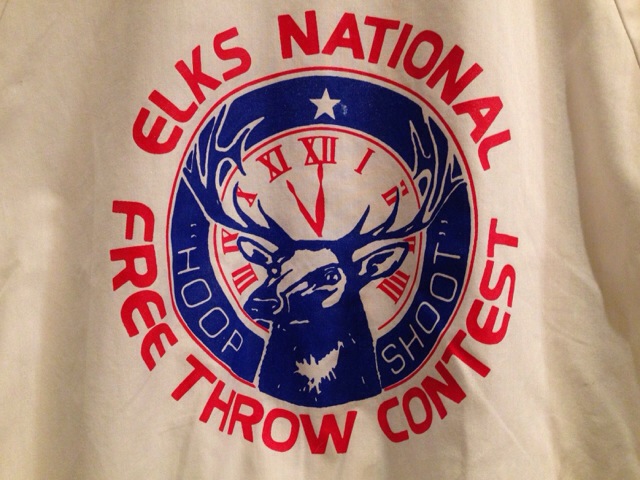 ELKS NATIONAL
FREE THROW CONTEST
"HOOP SHOOT"
XI XII I
X